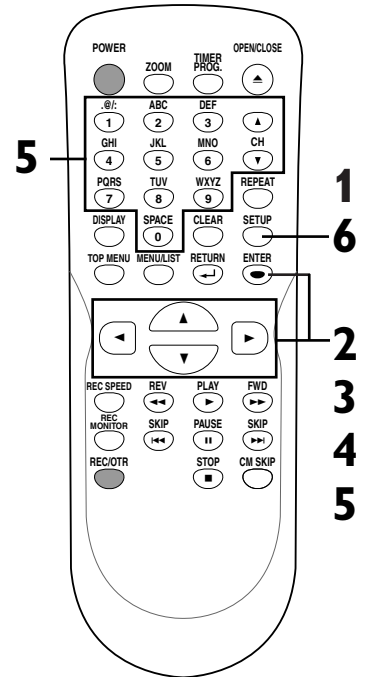 POWER ZOOM TIMER PROG. OPEN/CLOSE
.@/: ABC DEF
1 2 3
GHI JKL MNO CH
4 5 6
5
PQRS TUV WXYZ REPEAT
7 8 9
1
DISPLAY SPACE CLEAR SETUP
0
6
TOP MENU MENU/LIST RETURN ENTER
2
REC SPEED REV PLAY FWD
3
REC MONITOR SKIP PAUSE SKIP
4
REC/OTR STOP CM SKIP
5